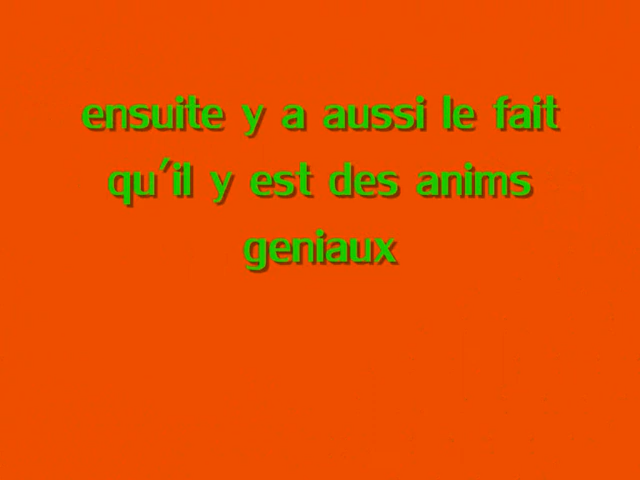 ensuite y a aussi le fait
qu'il y est des anims
geniaux